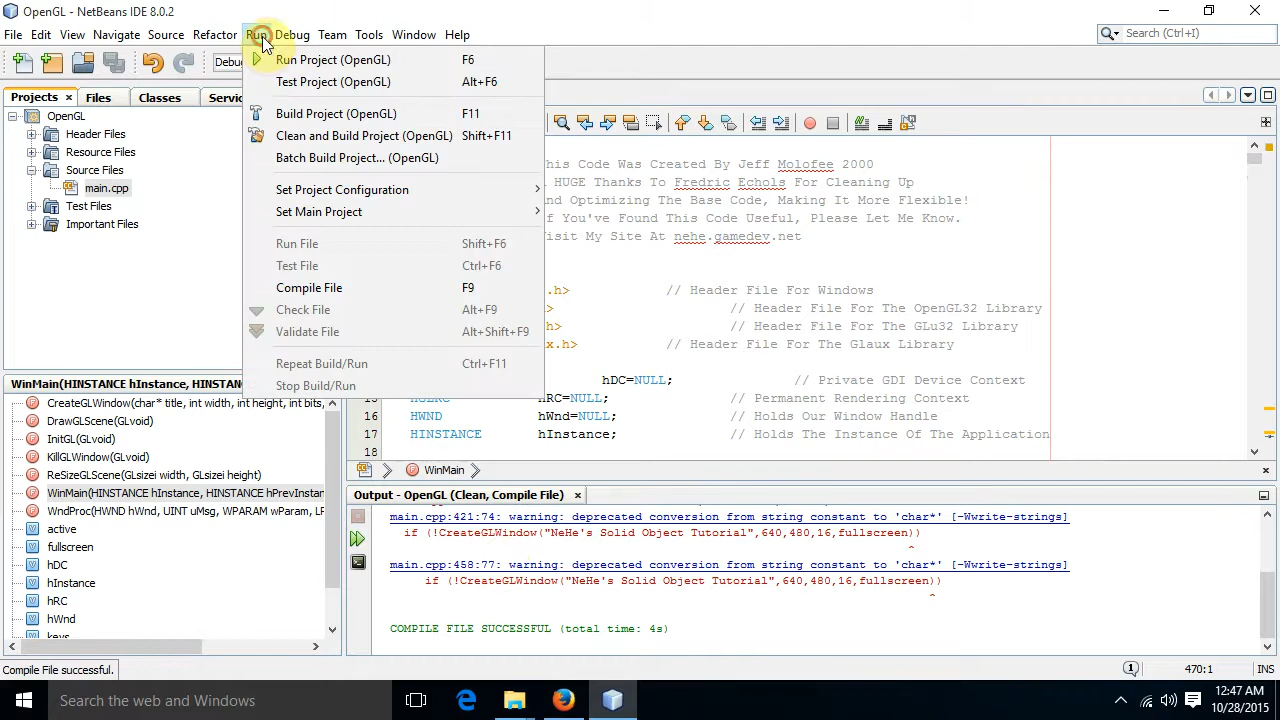 OpenGL - NetBeans IDE 8.0.2
File Edit View Navigate Source Refactor Run Debug Team Tools Window Help
Search (Ctrl+I)
Debu
Run Project (OpenGL) F6
Test Project (OpenGL) Alt+F6
Build Project (OpenGL) F11
Clean and Build Project (OpenGL) Shift+F11
Batch Build Project... (OpenGL)
Set Project Configuration
Set Main Project
Run File Shift+F6
Test File Ctrl+F6
Compile File F9
Check File Alt+F9
Validate File Alt+Shift+F9
Repeat Build/Run Ctrl+F11
Stop Build/Run
Projects × Files Classes Servic
OpenGL
Header Files
Resource Files
Source Files
main.cpp
Test Files
Important Files
his Code Was Created By Jeff Molofee 2000
HUGE Thanks To Fredric Echols For Cleaning Up
nd Optimizing The Base Code, Making It More Flexible!
f You've Found This Code Useful, Please Let Me Know.
isit My Site At nehe.gamedev.net
.h> // Header File For Windows
> // Header File For The OpenGL32 Library
h> // Header File For The GLu32 Library
x.h> // Header File For The Glaux Library
hDC=NULL; // Private GDI Device Context
15 HGLRC hRC=NULL; // Permanent Rendering Context
16 HWND hWnd=NULL; // Holds Our Window Handle
17 HINSTANCE hInstance; // Holds The Instance Of The Application
18
WinMain
WinMain(HINSTANCE hInstance, HINSTANC
CreateGLWindow(char* title, int width, int height, int bits,
DrawGLScene(GLvoid)
InitGL(GLvoid)
KillGLWindow(GLvoid)
ReSizeGLScene(GLsizei width, GLsizei height)
WinMain(HINSTANCE hInstance, HINSTANCE hPrevInstan
WndProc(HWND hWnd, UINT uMsg, WPARAM wParam, LP
active
fullscreen
hDC
hInstance
hRC
hWnd
keys
Output - OpenGL (Clean, Compile File) ×
main.cpp:421:74: warning: deprecated conversion from string constant to 'char*' [-Wwrite-strings]
if (!CreateGLWindow("NeHe's Solid Object Tutorial",640,480,16,fullscreen))
^
main.cpp:458:77: warning: deprecated conversion from string constant to 'char*' [-Wwrite-strings]
if (!CreateGLWindow("NeHe's Solid Object Tutorial",640,480,16,fullscreen))
^
COMPILE FILE SUCCESSFUL (total time: 4s)
Compile File successful.
470:1 INS
Search the web and Windows
12:47 AM
10/28/2015